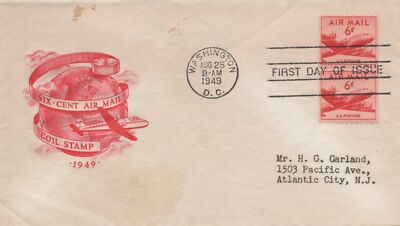 SIX-CENT AIR MAIL
COIL STAMP
·1949·
WASHINGTON
AUG 25
9-AM
1949
D. C.
FIRST DAY OF ISSUE
AIR MAIL
6¢
6¢
U.S. POSTAGE
Mr. H. G. Garland,
1503 Pacific Ave.,
Atlantic City, N.J.